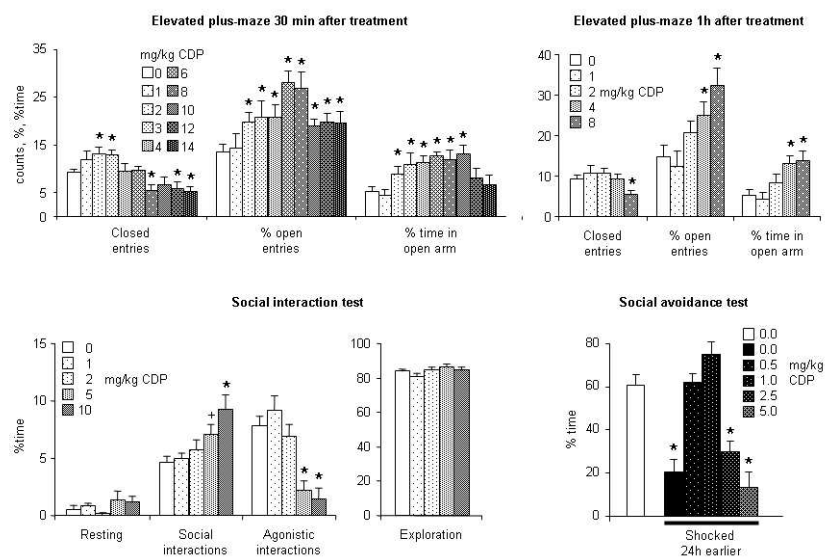 Elevated plus-maze 30 min after treatment
mg/kg CDP
0 6
1 8
2 10
3 12
4 14
counts, %, %time
35
25
15
5
0
* * * * * * * * * * * * * * * * * * * *
Closed entries
% open entries
% time in open arm
Elevated plus-maze 1h after treatment
0
1
2 mg/kg CDP
4
8
40
30
20
10
0
* * * * *
Closed entries
% open entries
% time in open arm
Social interaction test
0
1
2 mg/kg CDP
5
10
%time
15
10
5
0
+ * * *
Resting
Social interactions
Agonistic interactions
100
80
60
40
20
0
Exploration
Social avoidance test
0.0
0.0
0.5 mg/kg
1.0 CDP
2.5
5.0
% time
80
60
40
20
0
* * *
Shocked
24h earlier